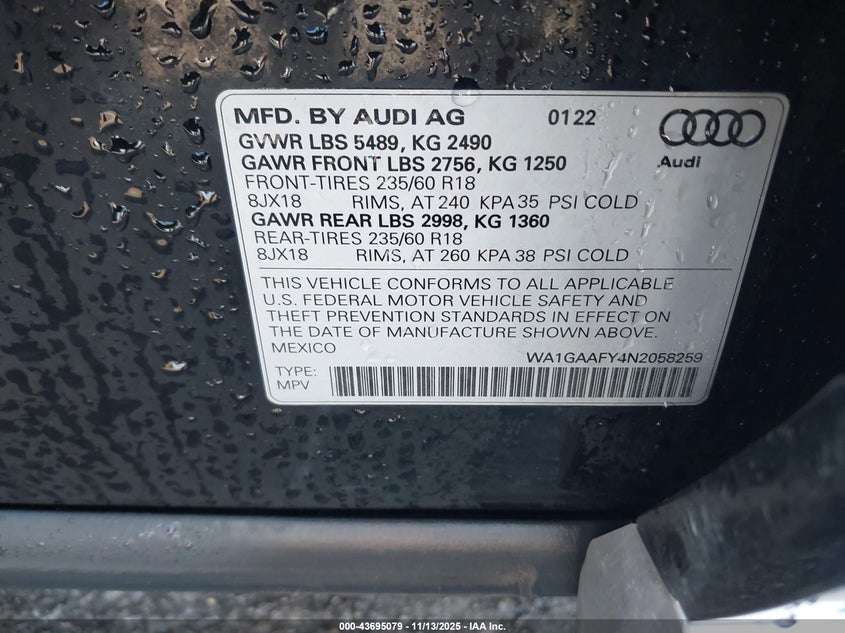 MFD. BY AUDI AG 0122
GVWR LBS 5489, KG 2490
GAWR FRONT LBS 2756, KG 1250
Audi
FRONT-TIRES 235/60 R18
8JX18 RIMS, AT 240 KPA 35 PSI COLD
GAWR REAR LBS 2998, KG 1360
REAR-TIRES 235/60 R18
8JX18 RIMS, AT 260 KPA 38 PSI COLD
THIS VEHICLE CONFORMS TO ALL APPLICABLE
U.S. FEDERAL MOTOR VEHICLE SAFETY AND
THEFT PREVENTION STANDARDS IN EFFECT ON
THE DATE OF MANUFACTURE SHOWN ABOVE.
MEXICO WA1GAAFY4N2058259
TYPE:
MPV
000-43695079 - 11/13/2025 - IAA Inc.